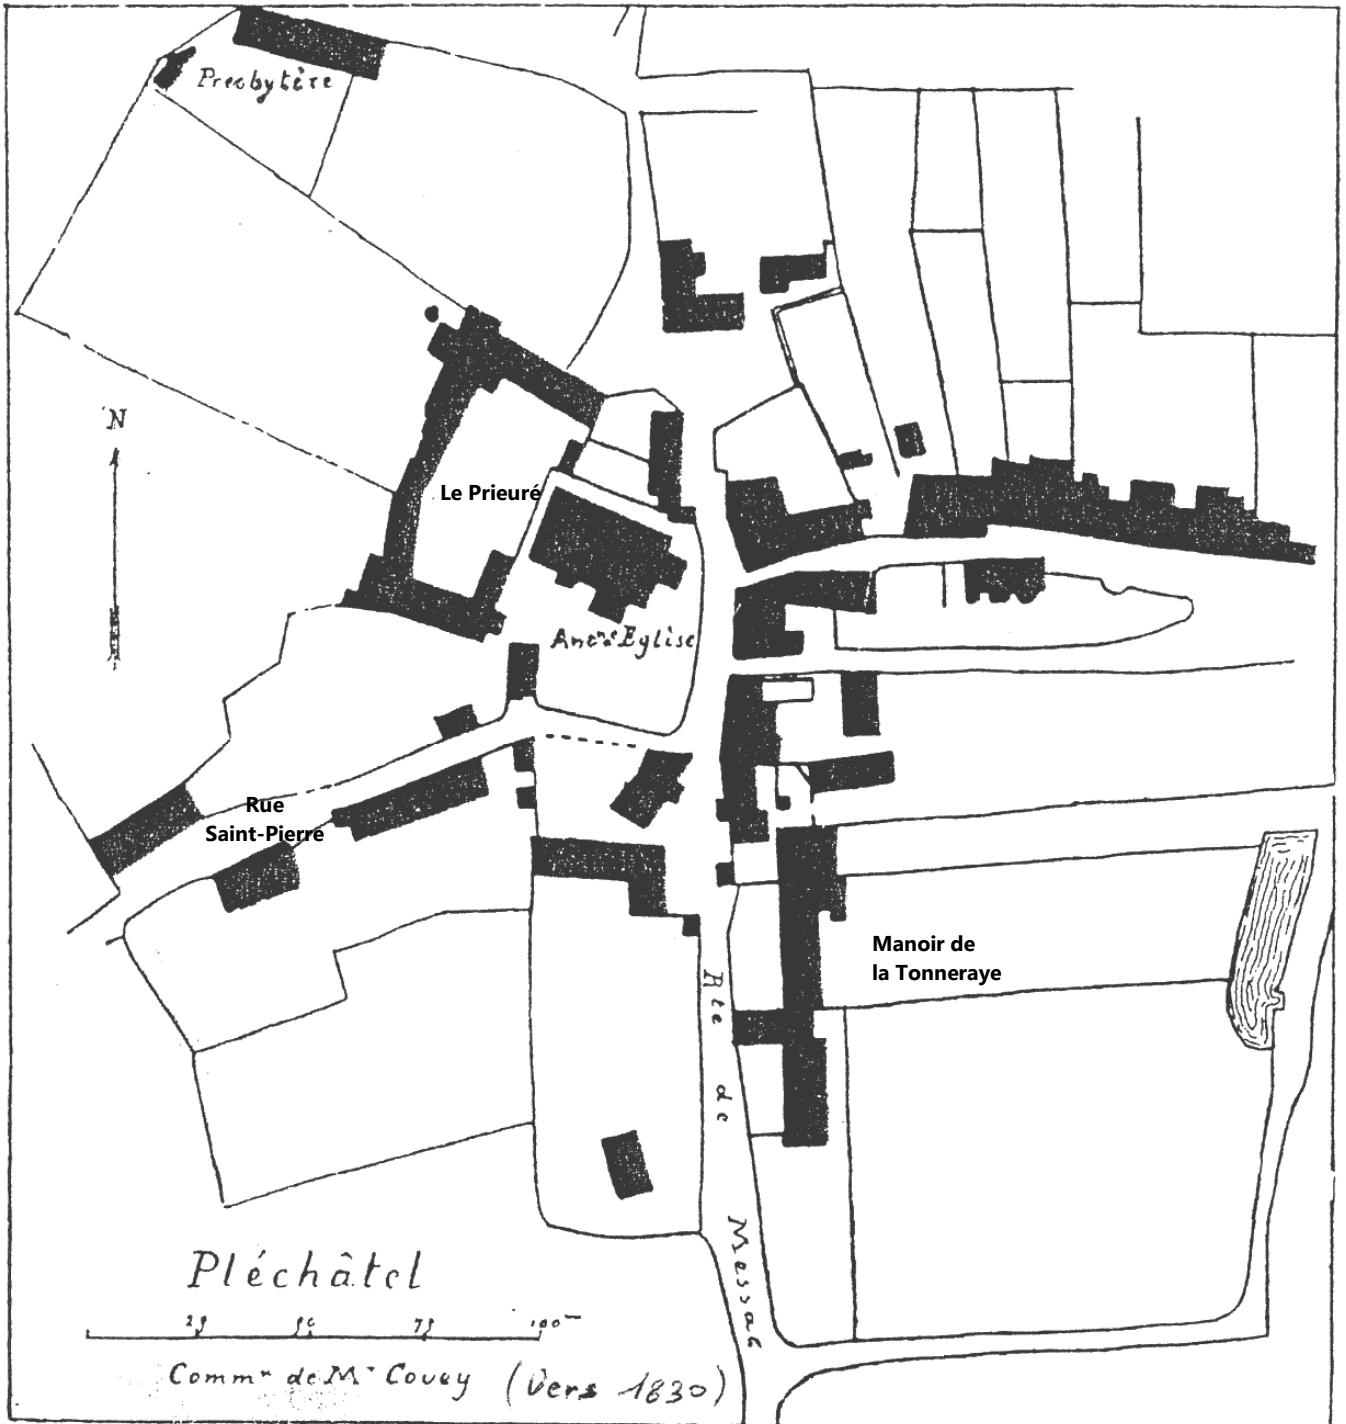 Presbytère
N
Le Prieuré
Ancne Eglise
Rue
Saint-Pierre
Manoir de
la Tonneraye
Rue de Messac
Pléchâtel
25 50 75 100m
Commn de Mr Couey (Vers 1830)